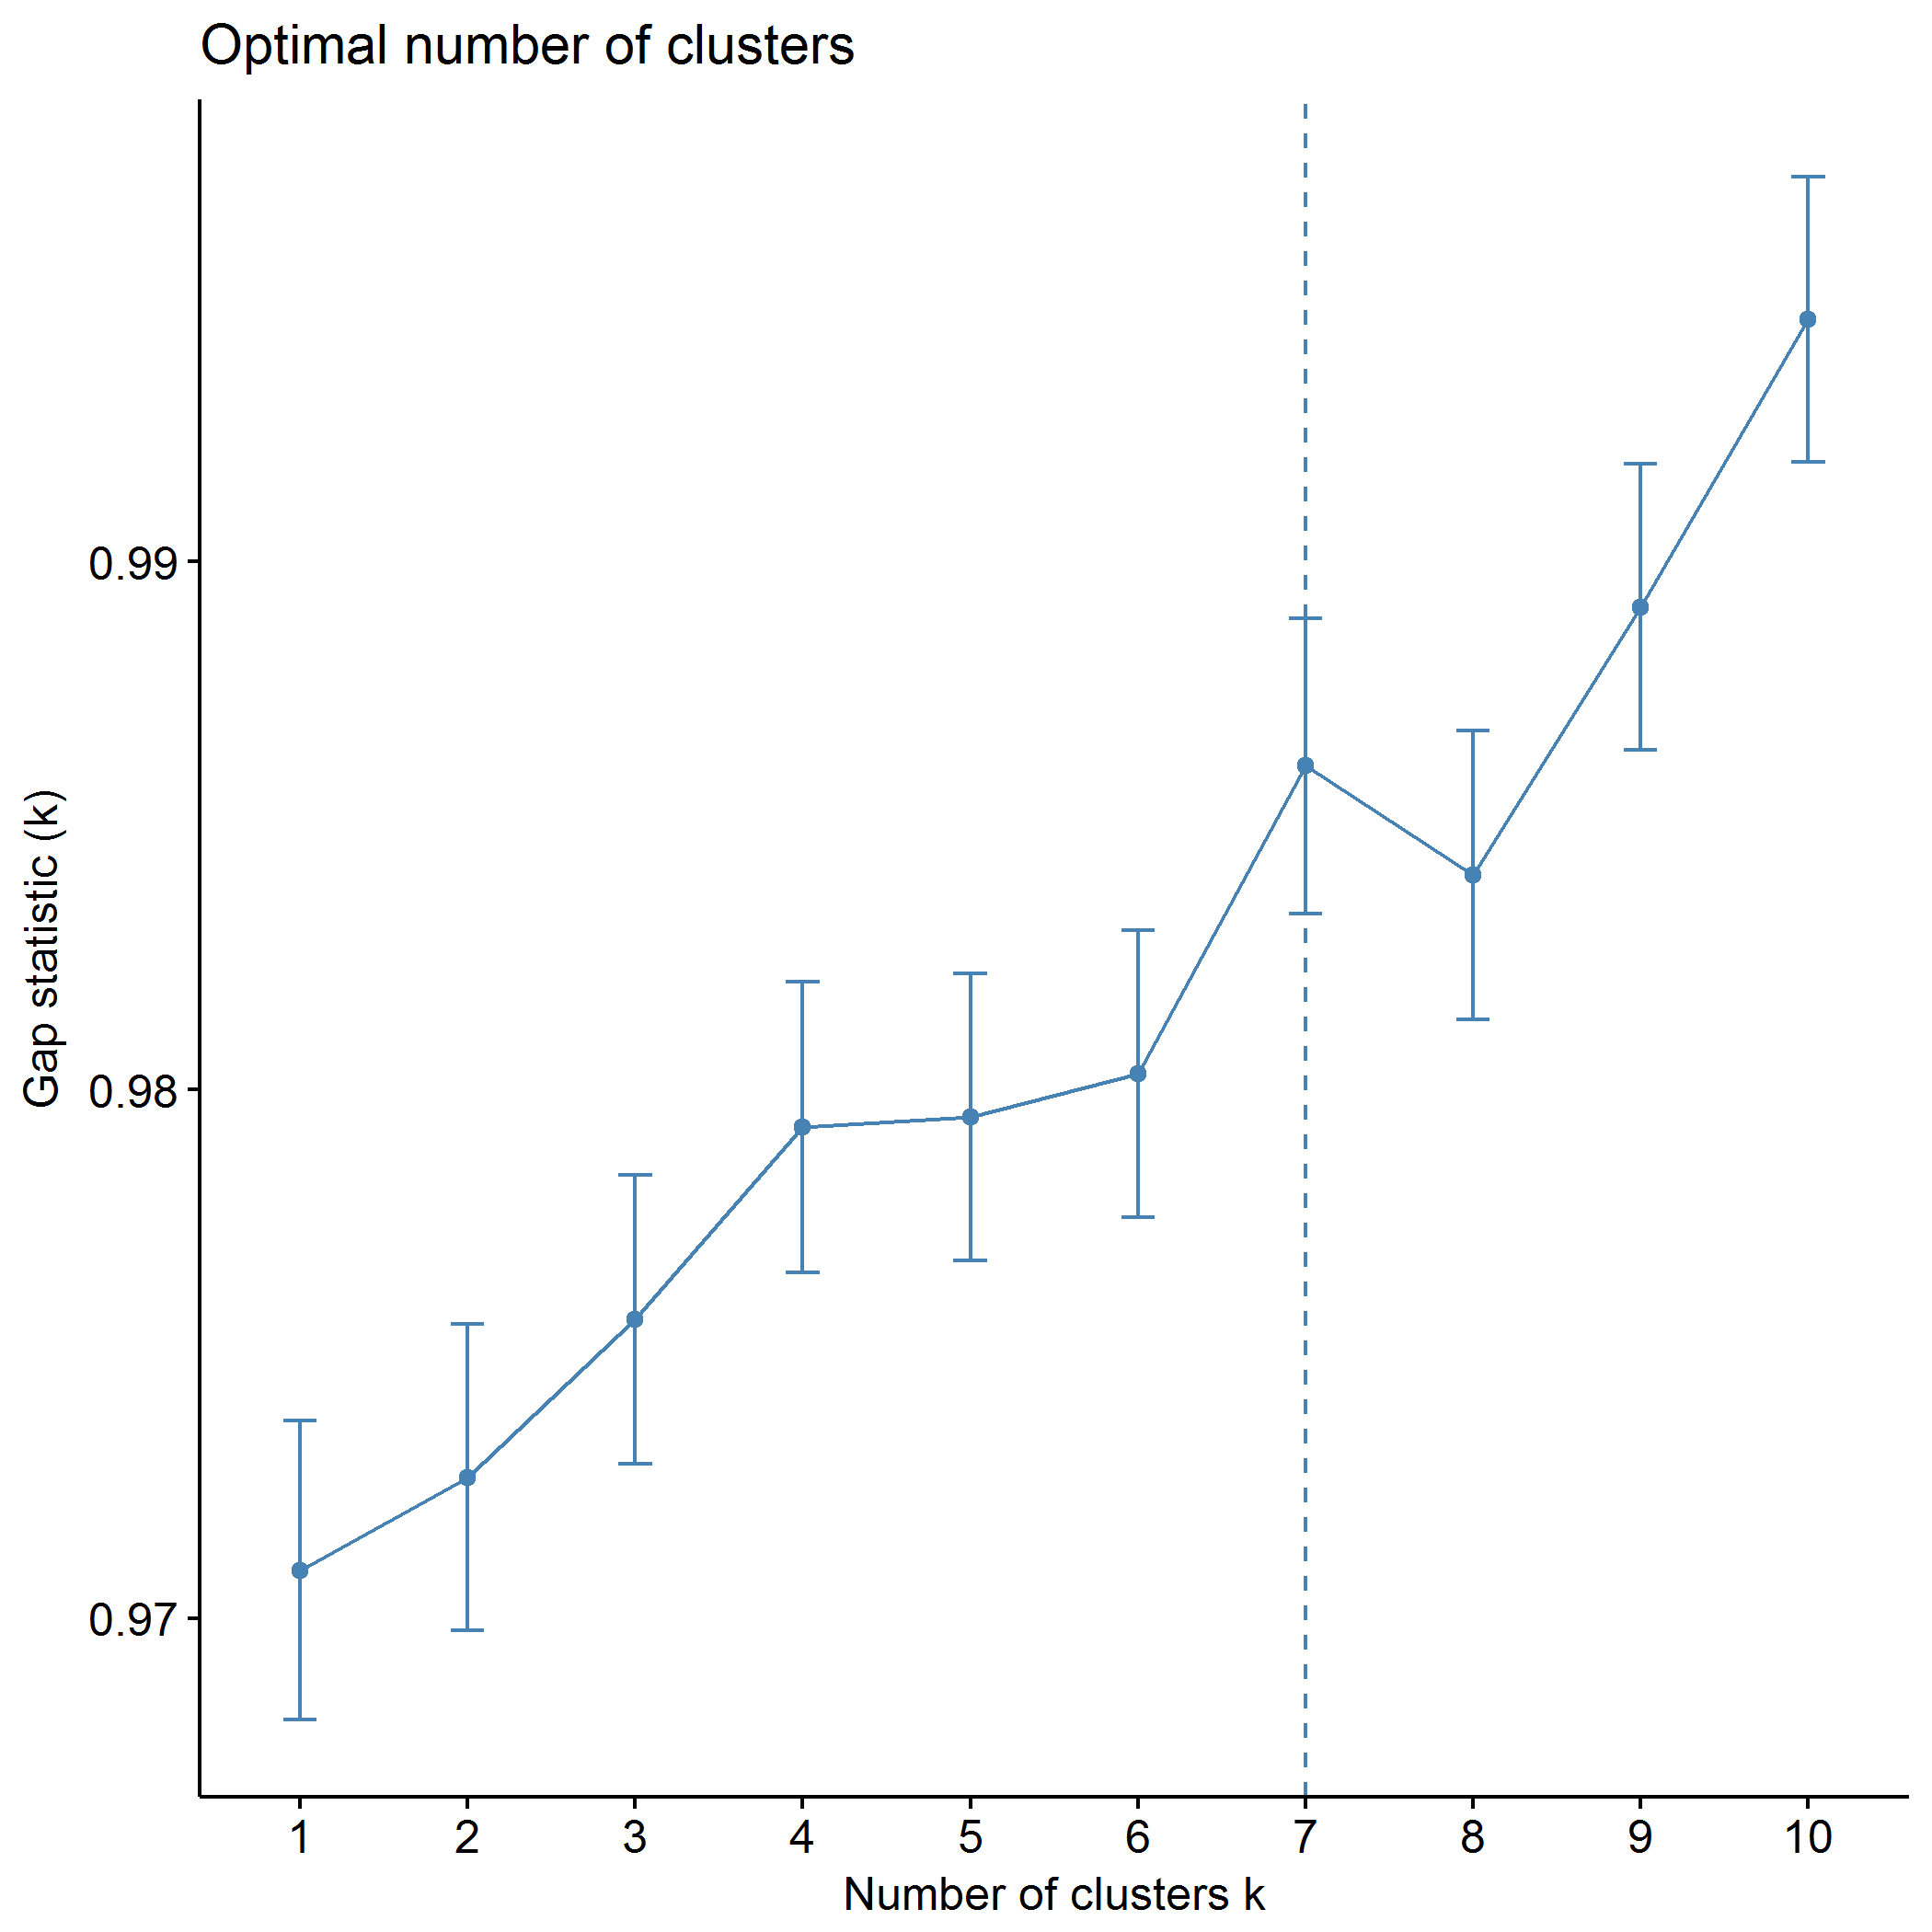 Optimal number of clusters
Gap statistic (k)
0.99
0.98
0.97
1 2 3 4 5 6 7 8 9 10
Number of clusters k